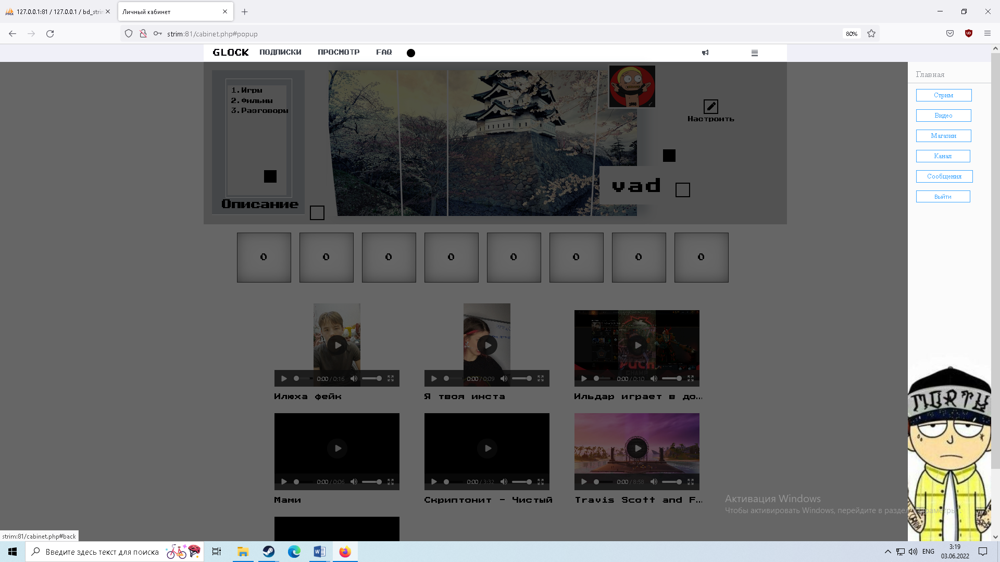 127.0.0.1:81 / 127.0.0.1 / bd_strin
Личный кабинет
strim:81/cabinet.php#popup
80%
GLOCK
ПОДПИСКИ
ПРОСМОТР
FAQ
1.Игры
2.Фильмы
3.Разговоры
Описание
Настроить
vad
Главная
Стрим
Видео
Магазин
Канал
Сообщения
Выйти
0 0 0 0 0 0 0 0
0:00 / 0:16
0:00 / 0:09
0:00 / 0:10
Илюха фейк
Я твоя инста
Ильдар играет в до...
0:00 / 0:06
0:00 / 3:32
0:00 / 8:58
Мами
Скриптонит - Чистый
Travis Scott and F...
MORTY
Активация Windows
Чтобы активировать Windows, перейдите в раздел "Параметры".
strim:81/cabinet.php#back
Введите здесь текст для поиска
ENG
3:19
03.06.2022